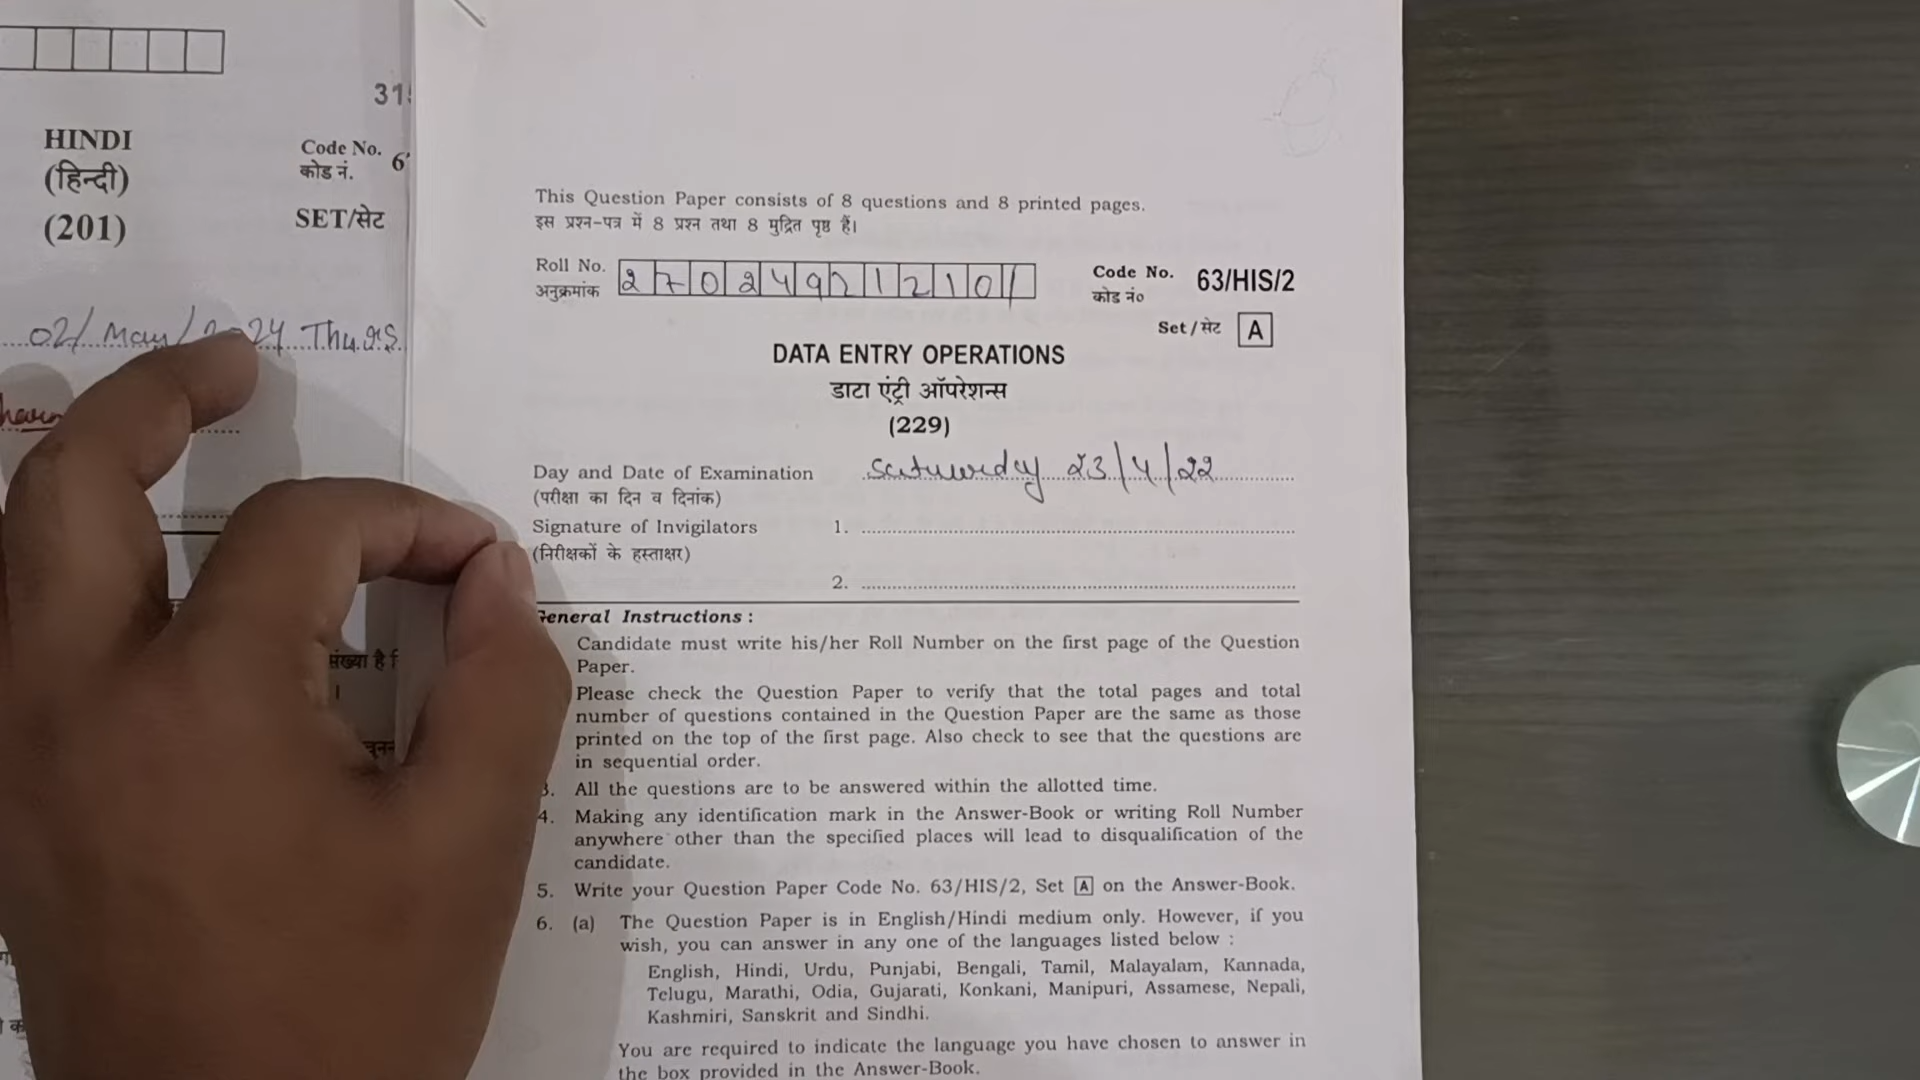 31
HINDI
(हिन्दी)
(201)
Code No.
कोड नं.
6
SET/सेट
02/May/2024 Thurs.
संख्या है
This Question Paper consists of 8 questions and 8 printed pages.
इस प्रश्न-पत्र में 8 प्रश्न तथा 8 मुद्रित पृष्ठ हैं।
Roll No.
अनुक्रमांक
Code No. 63/HIS/2
कोड नं०
Set/सेट A
DATA ENTRY OPERATIONS
डाटा एंट्री ऑपरेशन्स
(229)
Day and Date of Examination Saturday 23/4/22
(परीक्षा का दिन व दिनांक)
Signature of Invigilators 1.
(निरीक्षकों के हस्ताक्षर)
2.
General Instructions :
Candidate must write his/her Roll Number on the first page of the Question
Paper.
Please check the Question Paper to verify that the total pages and total
number of questions contained in the Question Paper are the same as those
printed on the top of the first page. Also check to see that the questions are
in sequential order.
3. All the questions are to be answered within the allotted time.
4. Making any identification mark in the Answer-Book or writing Roll Number
anywhere other than the specified places will lead to disqualification of the
candidate.
5. Write your Question Paper Code No. 63/HIS/2, Set A on the Answer-Book.
6. (a) The Question Paper is in English/Hindi medium only. However, if you
wish, you can answer in any one of the languages listed below :
English, Hindi, Urdu, Punjabi, Bengali, Tamil, Malayalam, Kannada,
Telugu, Marathi, Odia, Gujarati, Konkani, Manipuri, Assamese, Nepali,
Kashmiri, Sanskrit and Sindhi.
You are required to indicate the language you have chosen to answer in
the box provided in the Answer-Book.